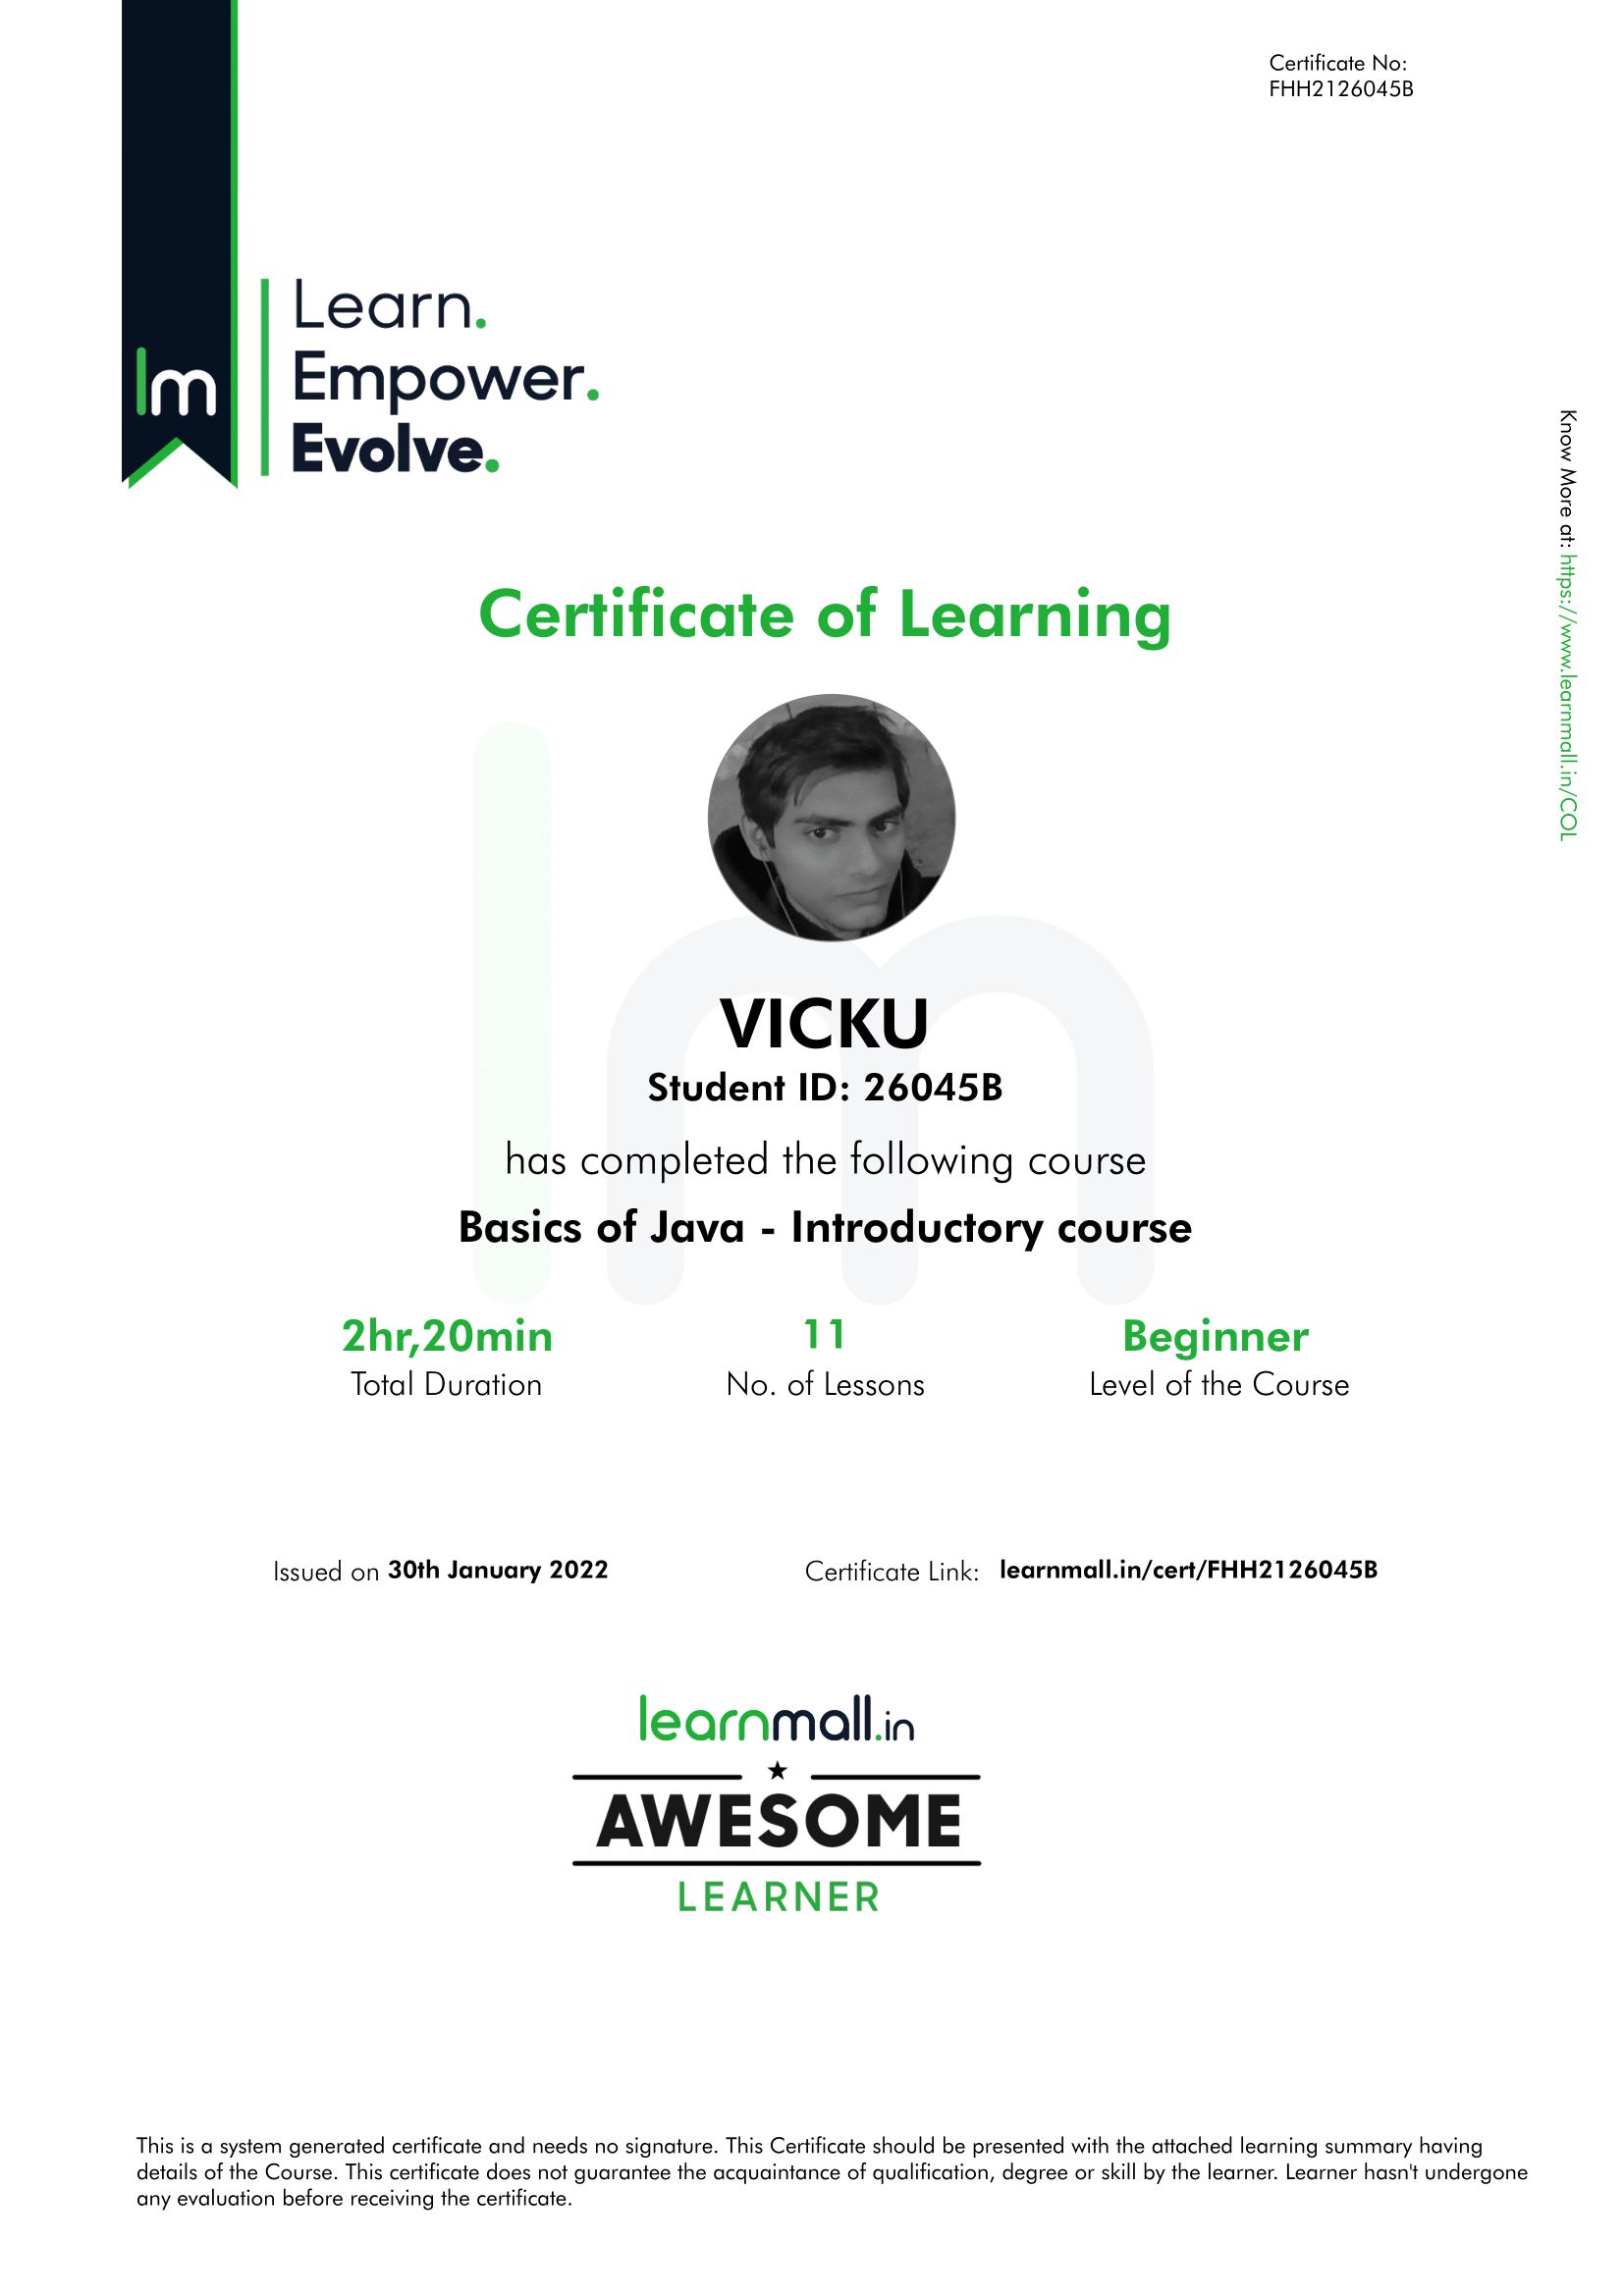 Certificate No:
FHH2126045B
lm
Learn.
Empower.
Evolve.
Know More at: https://www.learnmall.in/COL
Certificate of Learning
VICKU
Student ID: 26045B
has completed the following course
Basics of Java - Introductory course
2hr,20min
Total Duration
11
No. of Lessons
Beginner
Level of the Course
Issued on 30th January 2022
Certificate Link: learnmall.in/cert/FHH2126045B
learnmall.in
AWESOME
LEARNER
This is a system generated certificate and needs no signature. This Certificate should be presented with the attached learning summary having
details of the Course. This certificate does not guarantee the acquaintance of qualification, degree or skill by the learner. Learner hasn't undergone
any evaluation before receiving the certificate.